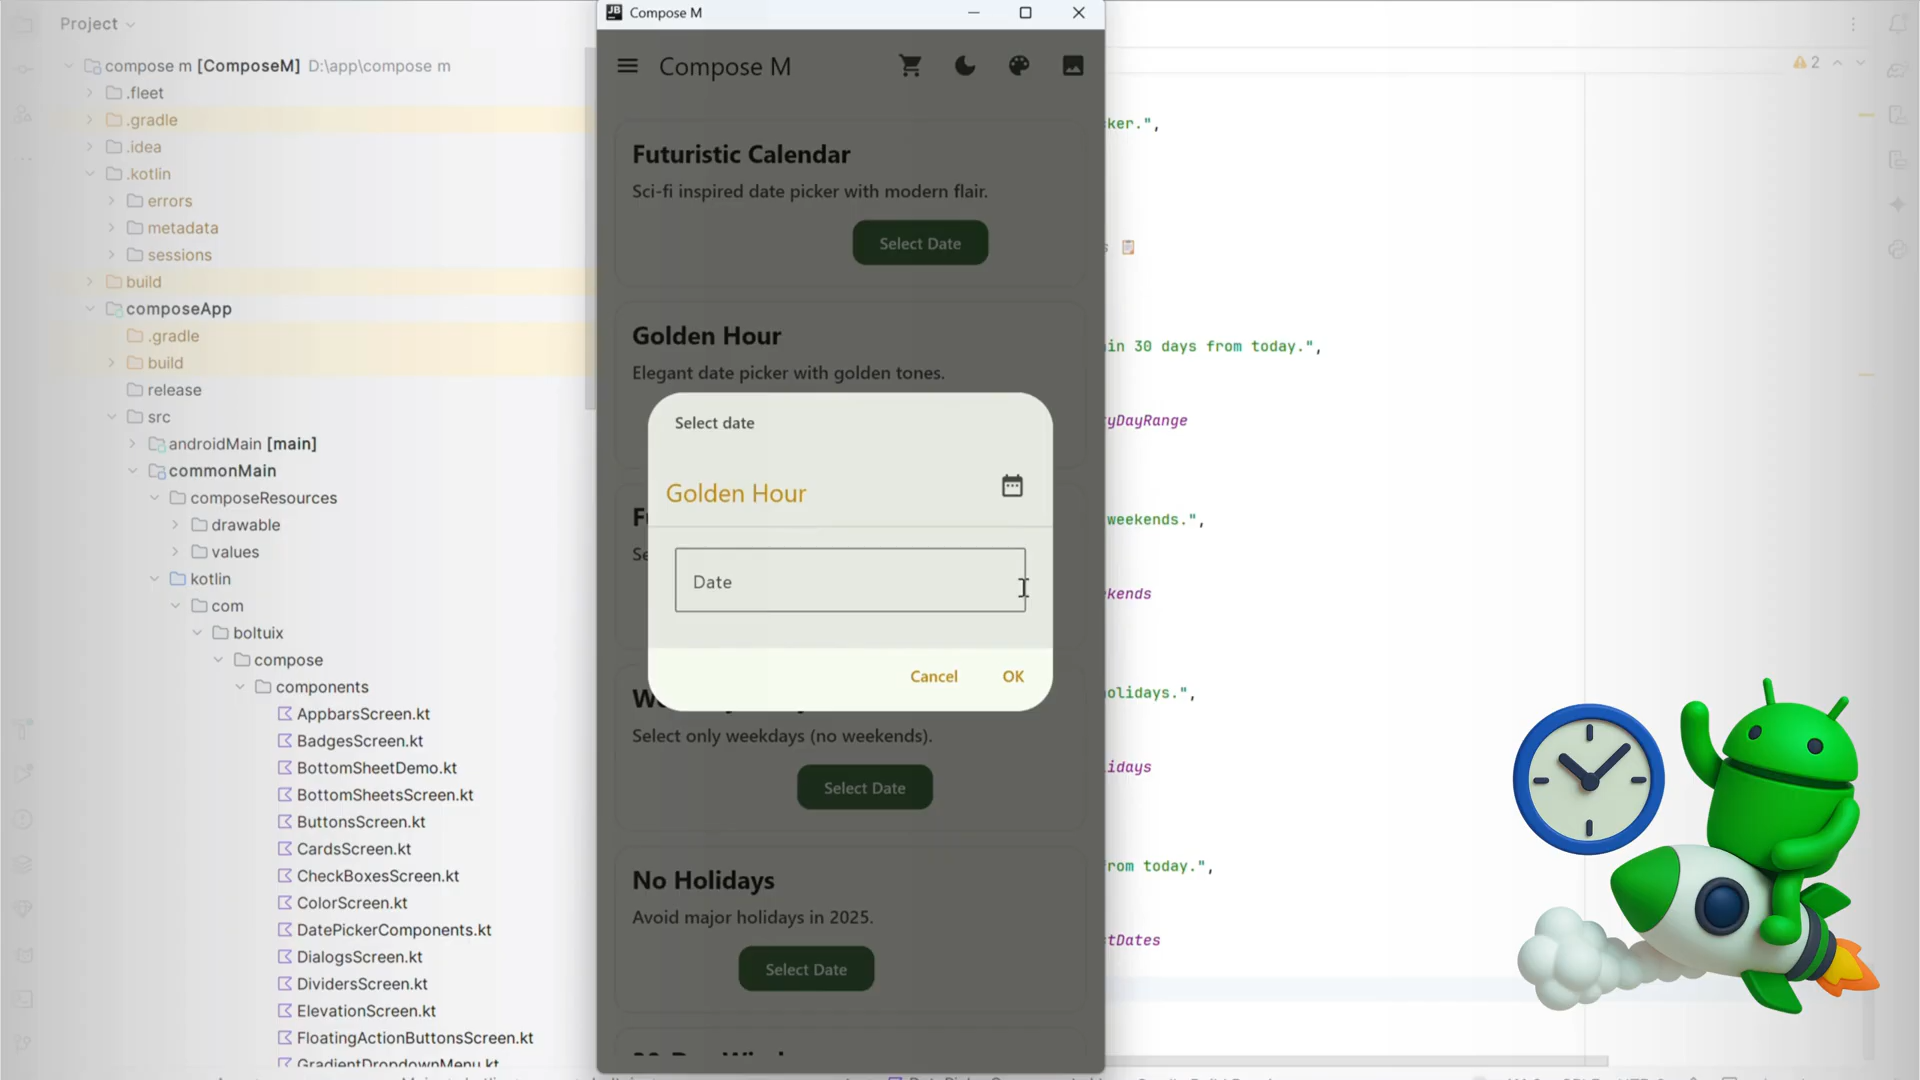 Project
compose m [ComposeM] D:\app\compose m
.fleet
.gradle
.idea
.kotlin
errors
metadata
sessions
build
composeApp
.gradle
build
release
src
androidMain [main]
commonMain
composeResources
drawable
values
kotlin
com
boltuix
compose
components
AppbarsScreen.kt
BadgesScreen.kt
BottomSheetDemo.kt
BottomSheetsScreen.kt
ButtonsScreen.kt
CardsScreen.kt
CheckBoxesScreen.kt
ColorScreen.kt
DatePickerComponents.kt
DialogsScreen.kt
DividersScreen.kt
ElevationScreen.kt
FloatingActionButtonsScreen.kt
GradientDropdownMenu.kt
JB Compose M
Compose M
Futuristic Calendar
Sci-fi inspired date picker with modern flair.
Select Date
Golden Hour
Elegant date picker with golden tones.
Select date
Golden Hour
Date
Cancel OK
Select only weekdays (no weekends).
Select Date
No Holidays
Avoid major holidays in 2025.
Select Date
2
ker.",
in 30 days from today.",
yDayRange
weekends.",
kends
olidays.",
idays
rom today.",
tDates